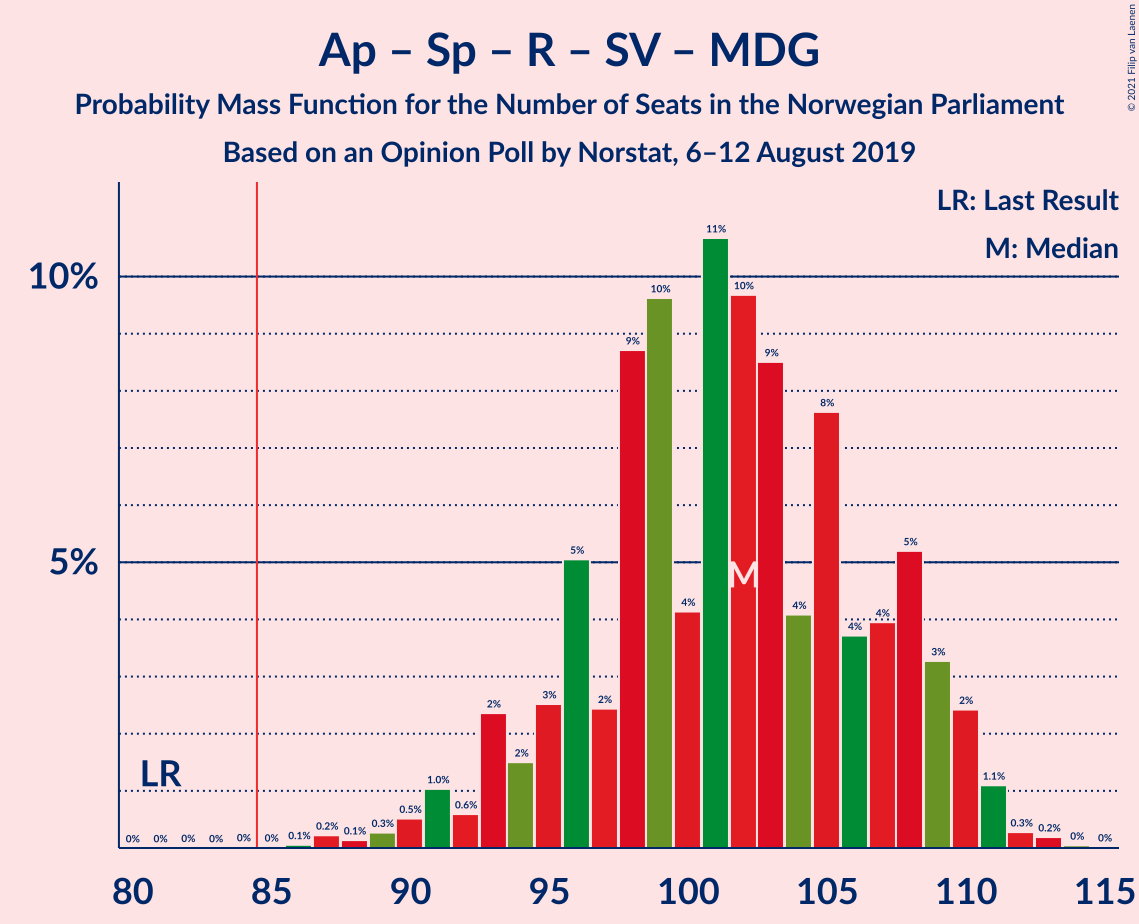 © 2021 Filip van Laenen
Ap – Sp – R – SV – MDG
Probability Mass Function for the Number of Seats in the Norwegian Parliament
Based on an Opinion Poll by Norstat, 6–12 August 2019
LR: Last Result
M: Median
10%
5%
LR
M
0% 0% 0% 0% 0% 0% 0.1% 0.2% 0.1% 0.3% 0.5% 1.0% 0.6% 2% 2% 3% 5% 2% 9% 10% 4% 11% 10% 9% 4% 8% 4% 4% 5% 3% 2% 1.1% 0.3% 0.2% 0% 0%
80 85 90 95 100 105 110 115